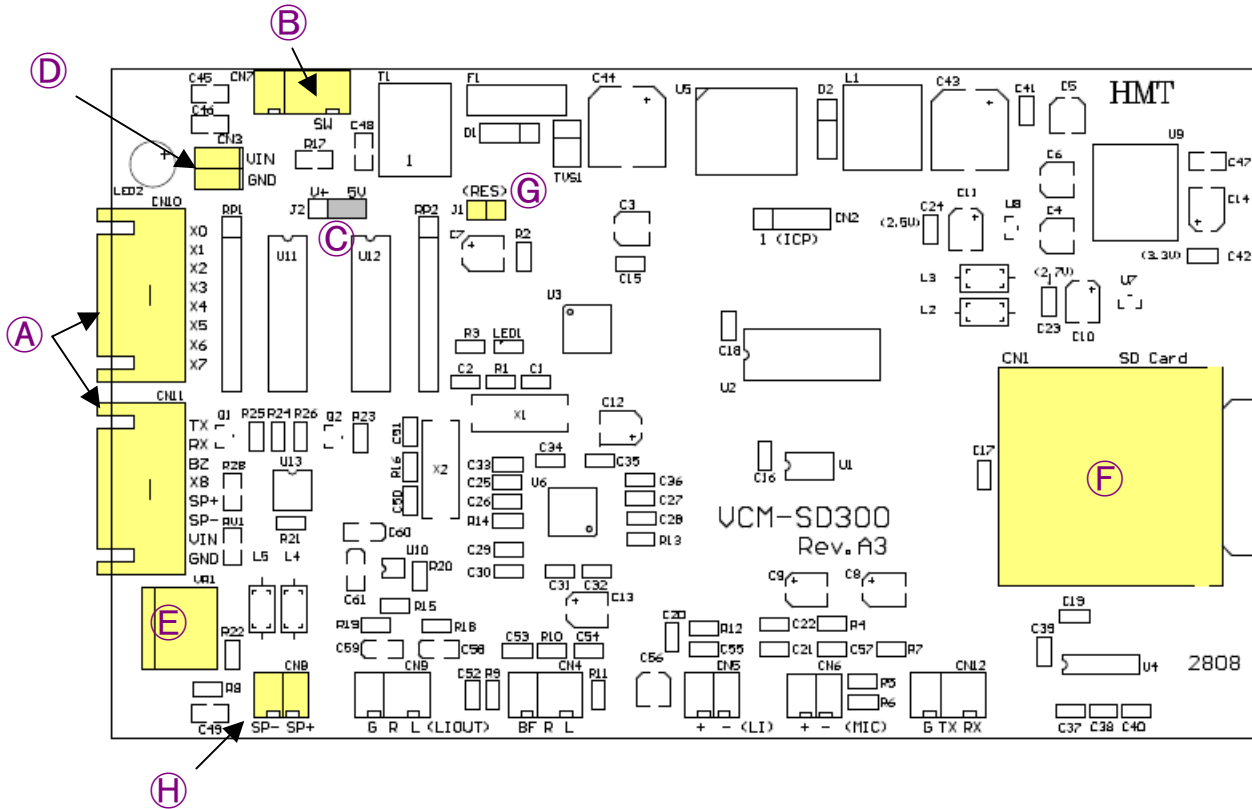 B
D
C45
CN7
T1
F1
C44
U5
D2
L1
C43
C41
C5
HMT
C46
SW
C48
D1
U9
CN3
VIN
GND
R17
1
TVS1
C6
C47
LED2
CN10
J2
V+ 5V
(RES)
J1
G
C3
CN2
1 (ICP)
C24
(2.5V)
C11
U8
C4
C14
X0
X1
X2
X3
X4
X5
X6
X7
RP1
U11
C
U12
RP2
C7
R2
C15
(3.3V)
C42
L3
(2.7V)
U7
L2
C23
C10
A
U3
R3
LED1
C18
U2
CN1
SD Card
C2
R1
C1
CN11
X1
C12
TX
RX
BZ
X8
SP+
SP-
VIN
GND
Q1
R25
R24
R26
Q2
R23
C51
R16
C50
X2
C34
C35
C33
C25
C26
R14
U6
C36
C27
C28
R13
C16
U1
C17
F
R28
U13
RV1
R21
VCM-SD300
Rev.A3
C60
C29
C30
C31
C32
L5
L4
U10
R20
C61
C13
C9
C8
VR1
E
R15
R19
R18
C20
R12
C22
R4
C19
R22
C59
C58
C53
R10
C54
C55
C21
C57
R7
C39
U4
2808
CN8
CN9
CN4
C56
CN5
CN6
CN12
R8
C52
R9
R11
R5
R6
C49
SP- SP+
G R L (LIOUT)
BF R L
+ - (LI)
+ - (MIC)
G TX RX
C37 C38 C40
H